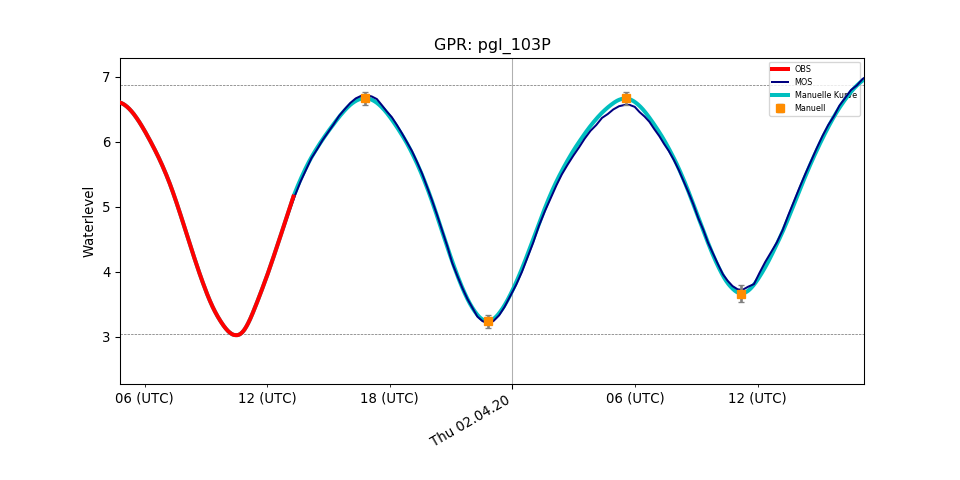 GPR: pgl_103P
OBS
MOS
Manuelle Kurve
Manuell
Waterlevel
7
6
5
4
3
06 (UTC)
12 (UTC)
18 (UTC)
Thu 02.04.20
06 (UTC)
12 (UTC)